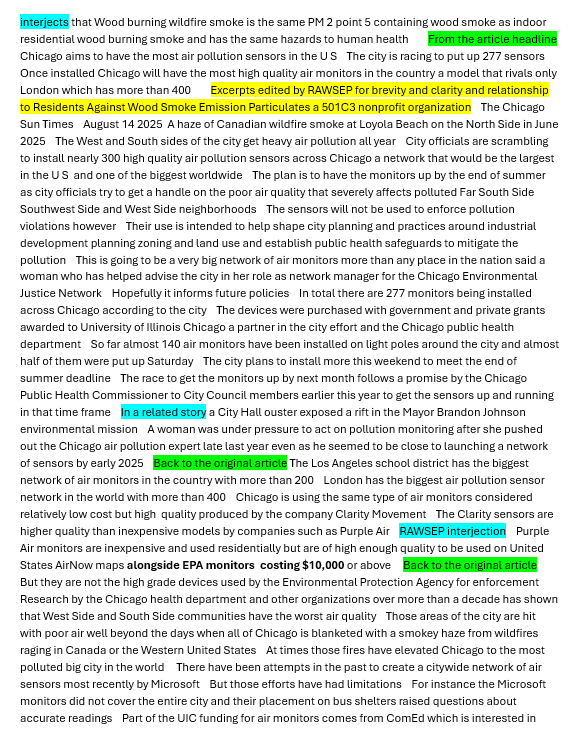 interjects that Wood burning wildfire smoke is the same PM 2 point 5 containing wood smoke as indoor
residential wood burning smoke and has the same hazards to human health From the article headline
Chicago aims to have the most air pollution sensors in the U S The city is racing to put up 277 sensors
Once installed Chicago will have the most high quality air monitors in the country a model that rivals only
London which has more than 400 Excerpts edited by RAWSEP for brevity and clarity and relationship
to Residents Against Wood Smoke Emission Particulates a 501C3 nonprofit organization The Chicago
Sun Times August 14 2025 A haze of Canadian wildfire smoke at Loyola Beach on the North Side in June
2025 The West and South sides of the city get heavy air pollution all year City officials are scrambling
to install nearly 300 high quality air pollution sensors across Chicago a network that would be the largest
in the U S and one of the biggest worldwide The plan is to have the monitors up by the end of summer
as city officials try to get a handle on the poor air quality that severely affects polluted Far South Side
Southwest Side and West Side neighborhoods The sensors will not be used to enforce pollution
violations however Their use is intended to help shape city planning and practices around industrial
development planning zoning and land use and establish public health safeguards to mitigate the
pollution This is going to be a very big network of air monitors more than any place in the nation said a
woman who has helped advise the city in her role as network manager for the Chicago Environmental
Justice Network Hopefully it informs future policies In total there are 277 monitors being installed
across Chicago according to the city The devices were purchased with government and private grants
awarded to University of Illinois Chicago a partner in the city effort and the Chicago public health
department So far almost 140 air monitors have been installed on light poles around the city and almost
half of them were put up Saturday The city plans to install more this weekend to meet the end of
summer deadline The race to get the monitors up by next month follows a promise by the Chicago
Public Health Commissioner to City Council members earlier this year to get the sensors up and running
in that time frame In a related story a City Hall ouster exposed a rift in the Mayor Brandon Johnson
environmental mission A woman was under pressure to act on pollution monitoring after she pushed
out the Chicago air pollution expert late last year even as he seemed to be close to launching a network
of sensors by early 2025 Back to the original article The Los Angeles school district has the biggest
network of air monitors in the country with more than 200 London has the biggest air pollution sensor
network in the world with more than 400 Chicago is using the same type of air monitors considered
relatively low cost but high quality produced by the company Clarity Movement The Clarity sensors are
higher quality than inexpensive models by companies such as Purple Air RAWSEP interjection Purple
Air monitors are inexpensive and used residentially but are of high enough quality to be used on United
States AirNow maps alongside EPA monitors costing $10,000 or above Back to the original article
But they are not the high grade devices used by the Environmental Protection Agency for enforcement
Research by the Chicago health department and other organizations over more than a decade has shown
that West Side and South Side communities have the worst air quality Those areas of the city are hit
with poor air well beyond the days when all of Chicago is blanketed with a smokey haze from wildfires
raging in Canada or the Western United States At times those fires have elevated Chicago to the most
polluted big city in the world There have been attempts in the past to create a citywide network of air
sensors most recently by Microsoft But those efforts have had limitations For instance the Microsoft
monitors did not cover the entire city and their placement on bus shelters raised questions about
accurate readings Part of the UIC funding for air monitors comes from ComEd which is interested in